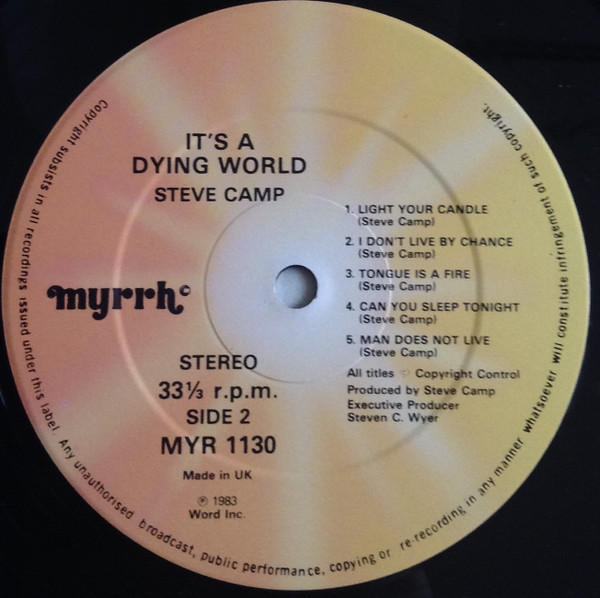 IT'S A
DYING WORLD
STEVE CAMP
1. LIGHT YOUR CANDLE
(Steve Camp)
2. I DON'T LIVE BY CHANCE
(Steve Camp)
3. TONGUE IS A FIRE
(Steve Camp)
4. CAN YOU SLEEP TONIGHT
(Steve Camp)
5. MAN DOES NOT LIVE
(Steve Camp)
All titles © Copyright Control
Produced by Steve Camp
Executive Producer
Steven C. Wyer
myrrh©
STEREO
33⅓ r.p.m.
SIDE 2
MYR 1130
Made in UK
℗ 1983
Word Inc.
Copyright subsists in all recordings issued under this label. Any unauthorised broadcast, public performance, copying or re-recording in any manner whatsoever will constitute infringement of such copyright.